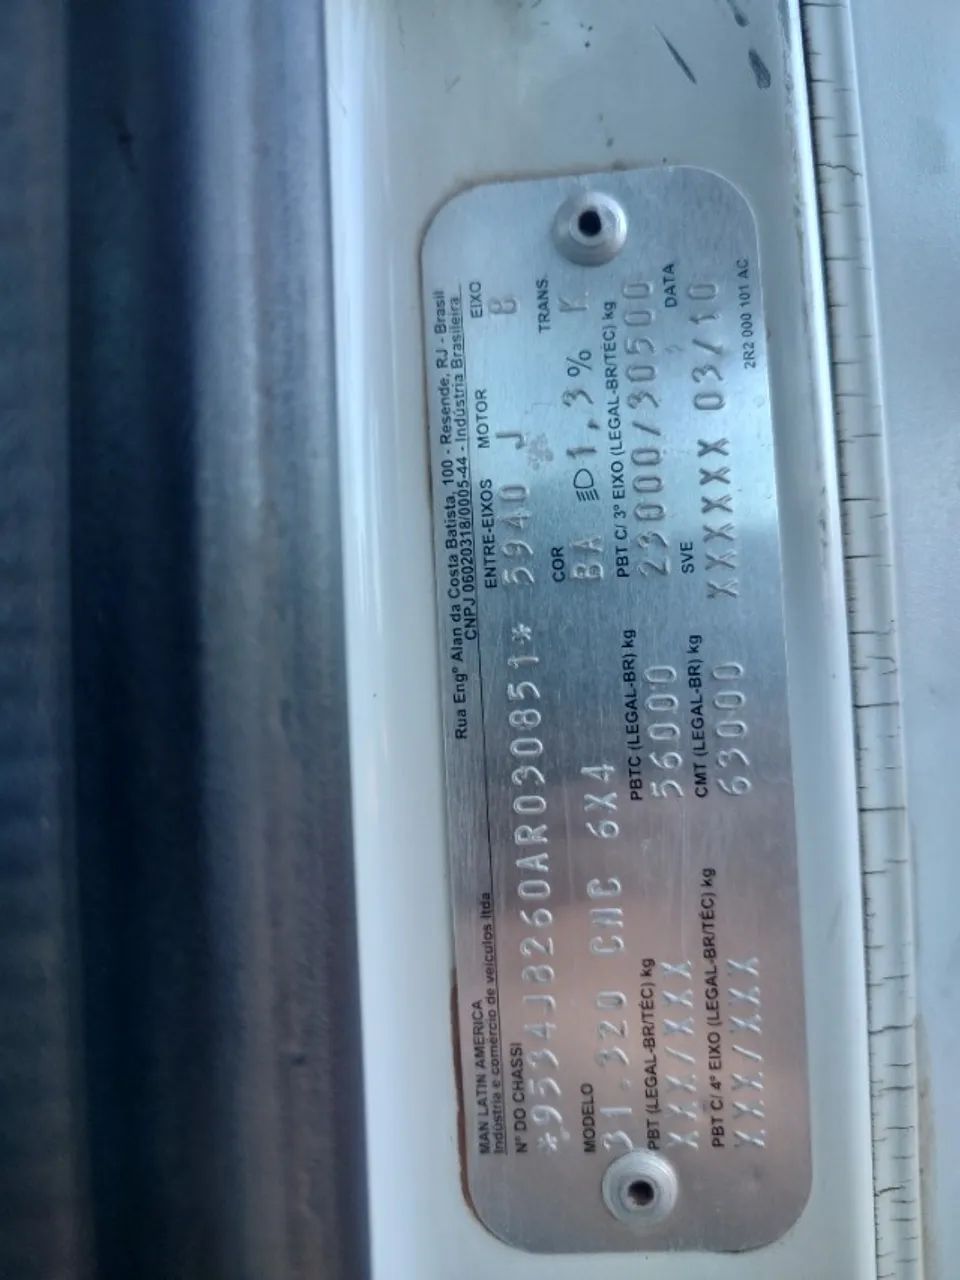 MAN LATIN AMERICA
Indústria e comércio de veículos ltda
Rua Engº Alan da Costa Batista, 100 - Resende, RJ - Brasil
CNPJ 06020318/0005-44 - Indústria Brasileira
Nº DO CHASSI ENTRE-EIXOS MOTOR EIXO
*9534J8260AR030851* 5940 J B
MODELO COR TRANS.
31.320 CNC 6X4 BA 1,3% K
PBT (LEGAL-BR/TÉC) kg PBTC (LEGAL-BR) kg PBT C/ 3º EIXO (LEGAL-BR/TÉC) kg
XXX/XXX 56000 23000/30500
PBT C/ 4º EIXO (LEGAL-BR/TÉC) kg CMT (LEGAL-BR) kg SVE DATA
XXX/XXX 63000 XXXXXX 03/10
2R2 000 101 AC